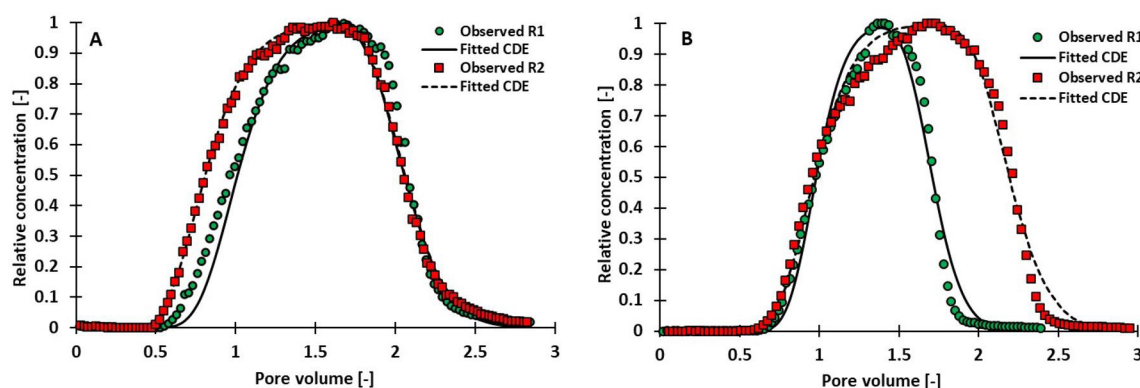 A
Relative concentration [-]
1
0.9
0.8
0.7
0.6
0.5
0.4
0.3
0.2
0.1
0
0 0.5 1 1.5 2 2.5 3
Pore volume [-]
Observed R1
Fitted CDE
Observed R2
Fitted CDE
B
Relative concentration [-]
1
0.9
0.8
0.7
0.6
0.5
0.4
0.3
0.2
0.1
0
0 0.5 1 1.5 2 2.5 3
Pore volume [-]
Observed R1
Fitted CDE
Observed R2
Fitted CDE